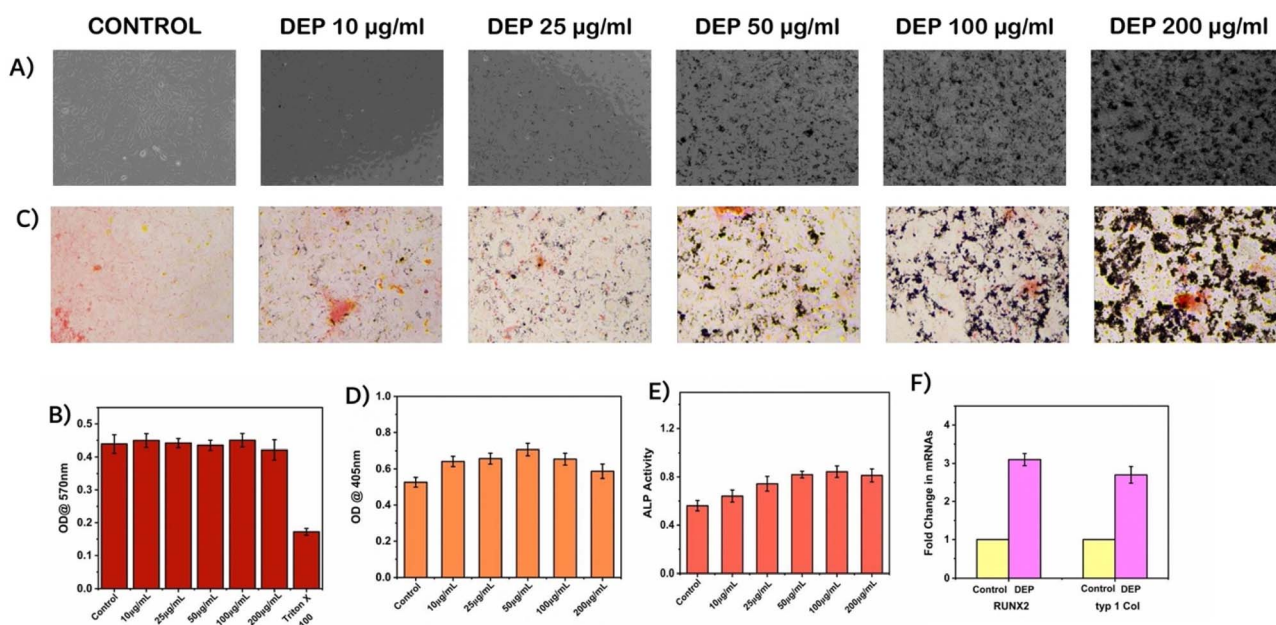 CONTROL DEP 10 µg/ml DEP 25 µg/ml DEP 50 µg/ml DEP 100 µg/ml DEP 200 µg/ml
A)
C)
B)
OD@ 570nm
0.5
0.4
0.3
0.2
0.1
0.0
Control 10µg/mL 25µg/mL 50µg/mL 100µg/mL 200µg/mL Triton X 100
D)
OD @ 405nm
1.0
0.8
0.6
0.4
0.2
0.0
Control 10µg/mL 25µg/mL 50µg/mL 100µg/mL 200µg/mL
E)
ALP Activity
1.6
1.2
0.8
0.4
0.0
Control 10µg/mL 25µg/mL 50µg/mL 100µg/mL 200µg/mL
F)
Fold Change in mRNAs
4
3
2
1
0
Control DEP Control DEP
RUNX2 typ 1 Col